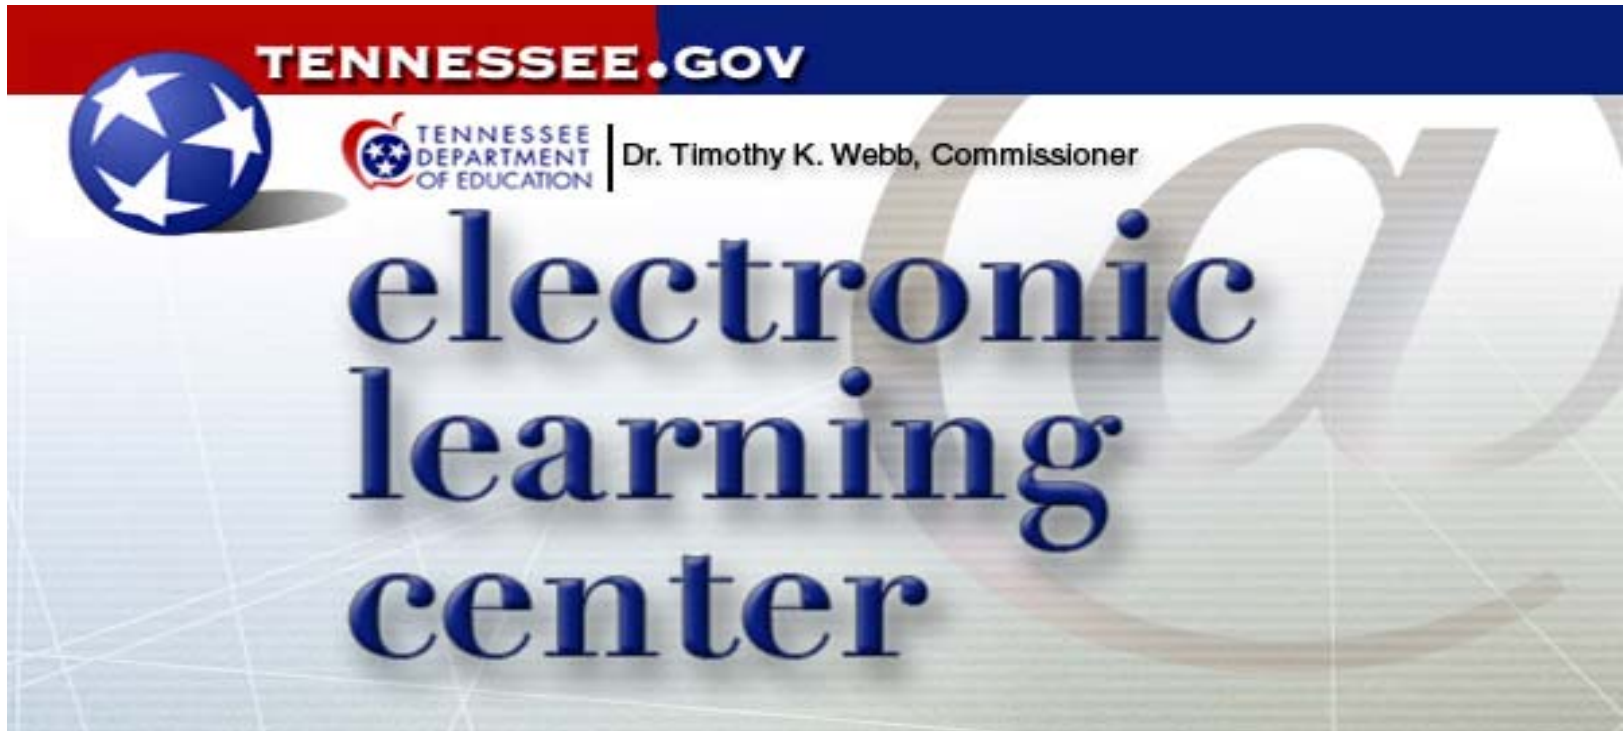 TENNESSEE.GOV
TENNESSEE
DEPARTMENT
OF EDUCATION
Dr. Timothy K. Webb, Commissioner
electronic
learning
center
@